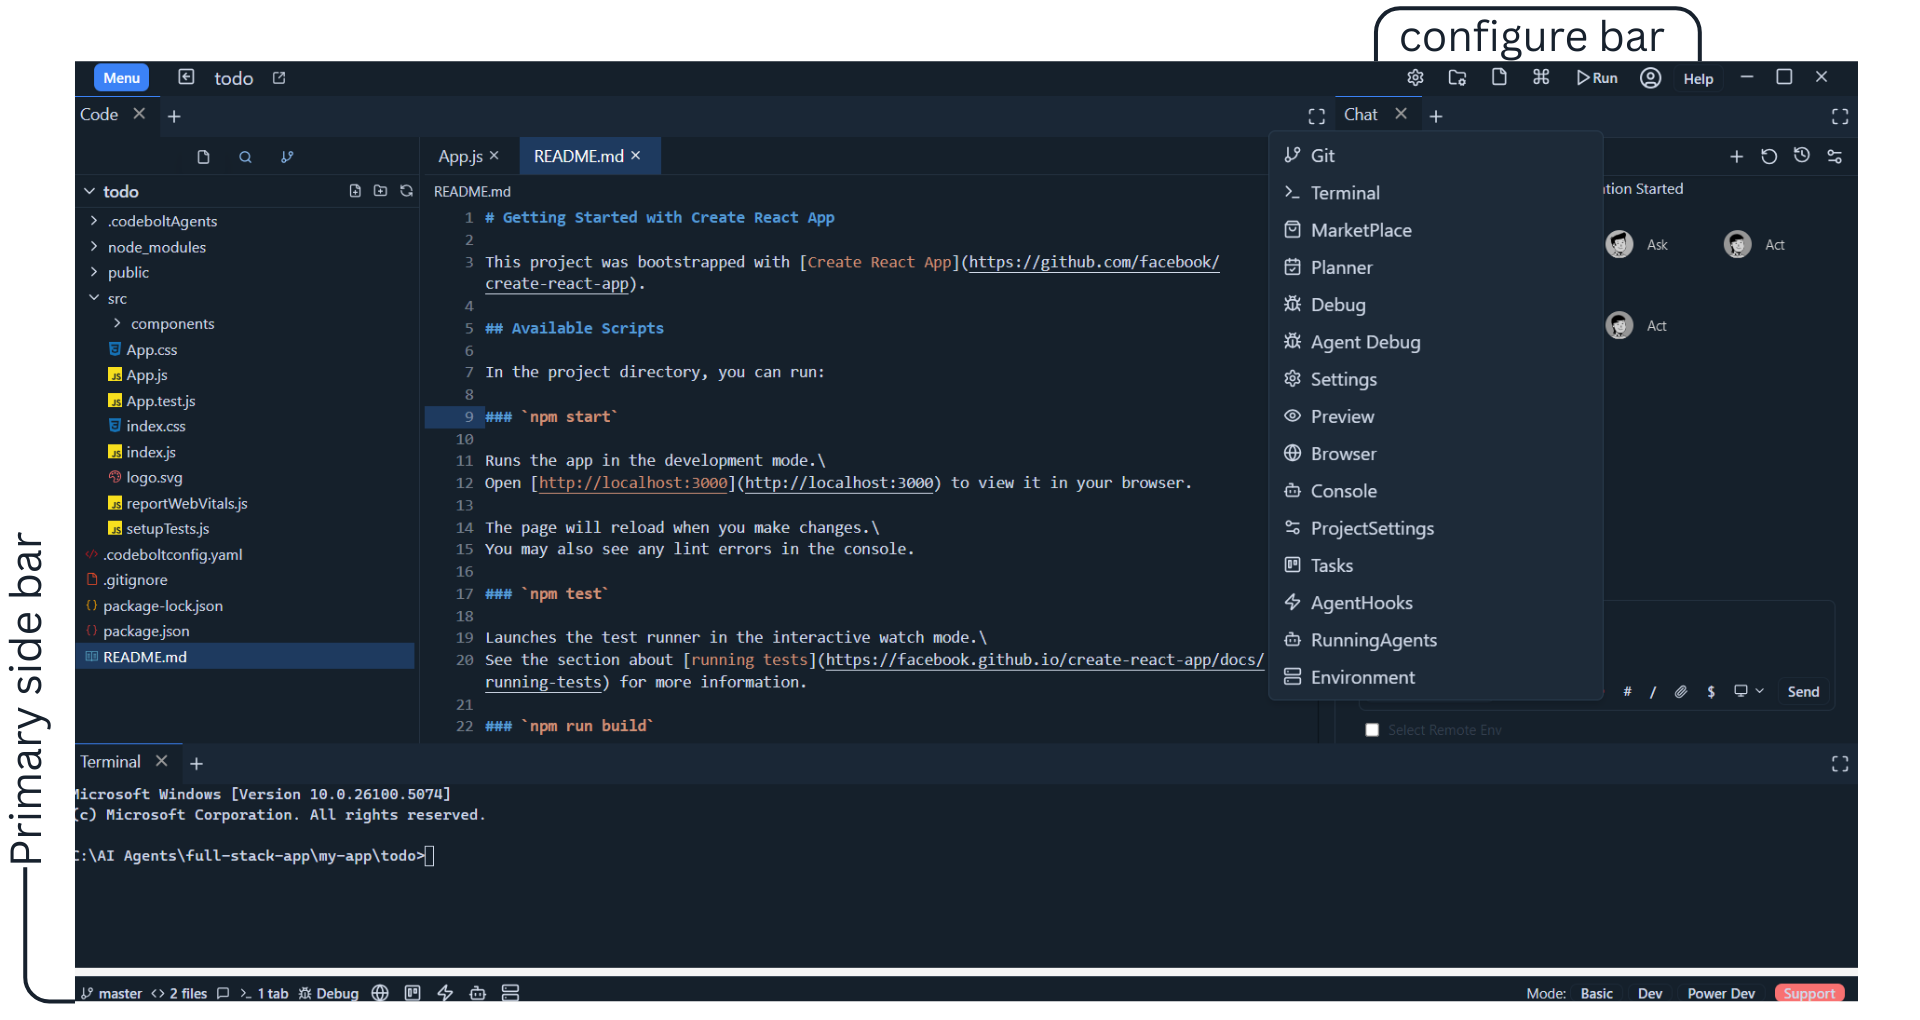 configure bar
Menu todo Run Help
Code
Chat
App.js
README.md
todo
.codeboltAgents
node_modules
public
src
components
App.css
App.js
App.test.js
index.css
index.js
logo.svg
reportWebVitals.js
setupTests.js
.codeboltconfig.yaml
.gitignore
package-lock.json
package.json
README.md
README.md
1 # Getting Started with Create React App
2
3 This project was bootstrapped with [Create React App](https://github.com/facebook/
create-react-app).
4
5 ## Available Scripts
6
7 In the project directory, you can run:
8
9 ### `npm start`
10
11 Runs the app in the development mode.\
12 Open [http://localhost:3000](http://localhost:3000) to view it in your browser.
13
14 The page will reload when you make changes.\
15 You may also see any lint errors in the console.
16
17 ### `npm test`
18
19 Launches the test runner in the interactive watch mode.\
20 See the section about [running tests](https://facebook.github.io/create-react-app/docs/
running-tests) for more information.
21
22 ### `npm run build`
Git
Terminal
MarketPlace
Planner
Debug
Agent Debug
Settings
Preview
Browser
Console
ProjectSettings
Tasks
AgentHooks
RunningAgents
Environment
tion Started
Ask
Act
Act
# / $ Send
Select Remote Env
Terminal
Microsoft Windows [Version 10.0.26100.5074]
(c) Microsoft Corporation. All rights reserved.
C:\AI Agents\full-stack-app\my-app\todo>
Primary side bar
master <> 2 files >_ 1 tab Debug
Mode: Basic Dev Power Dev Support